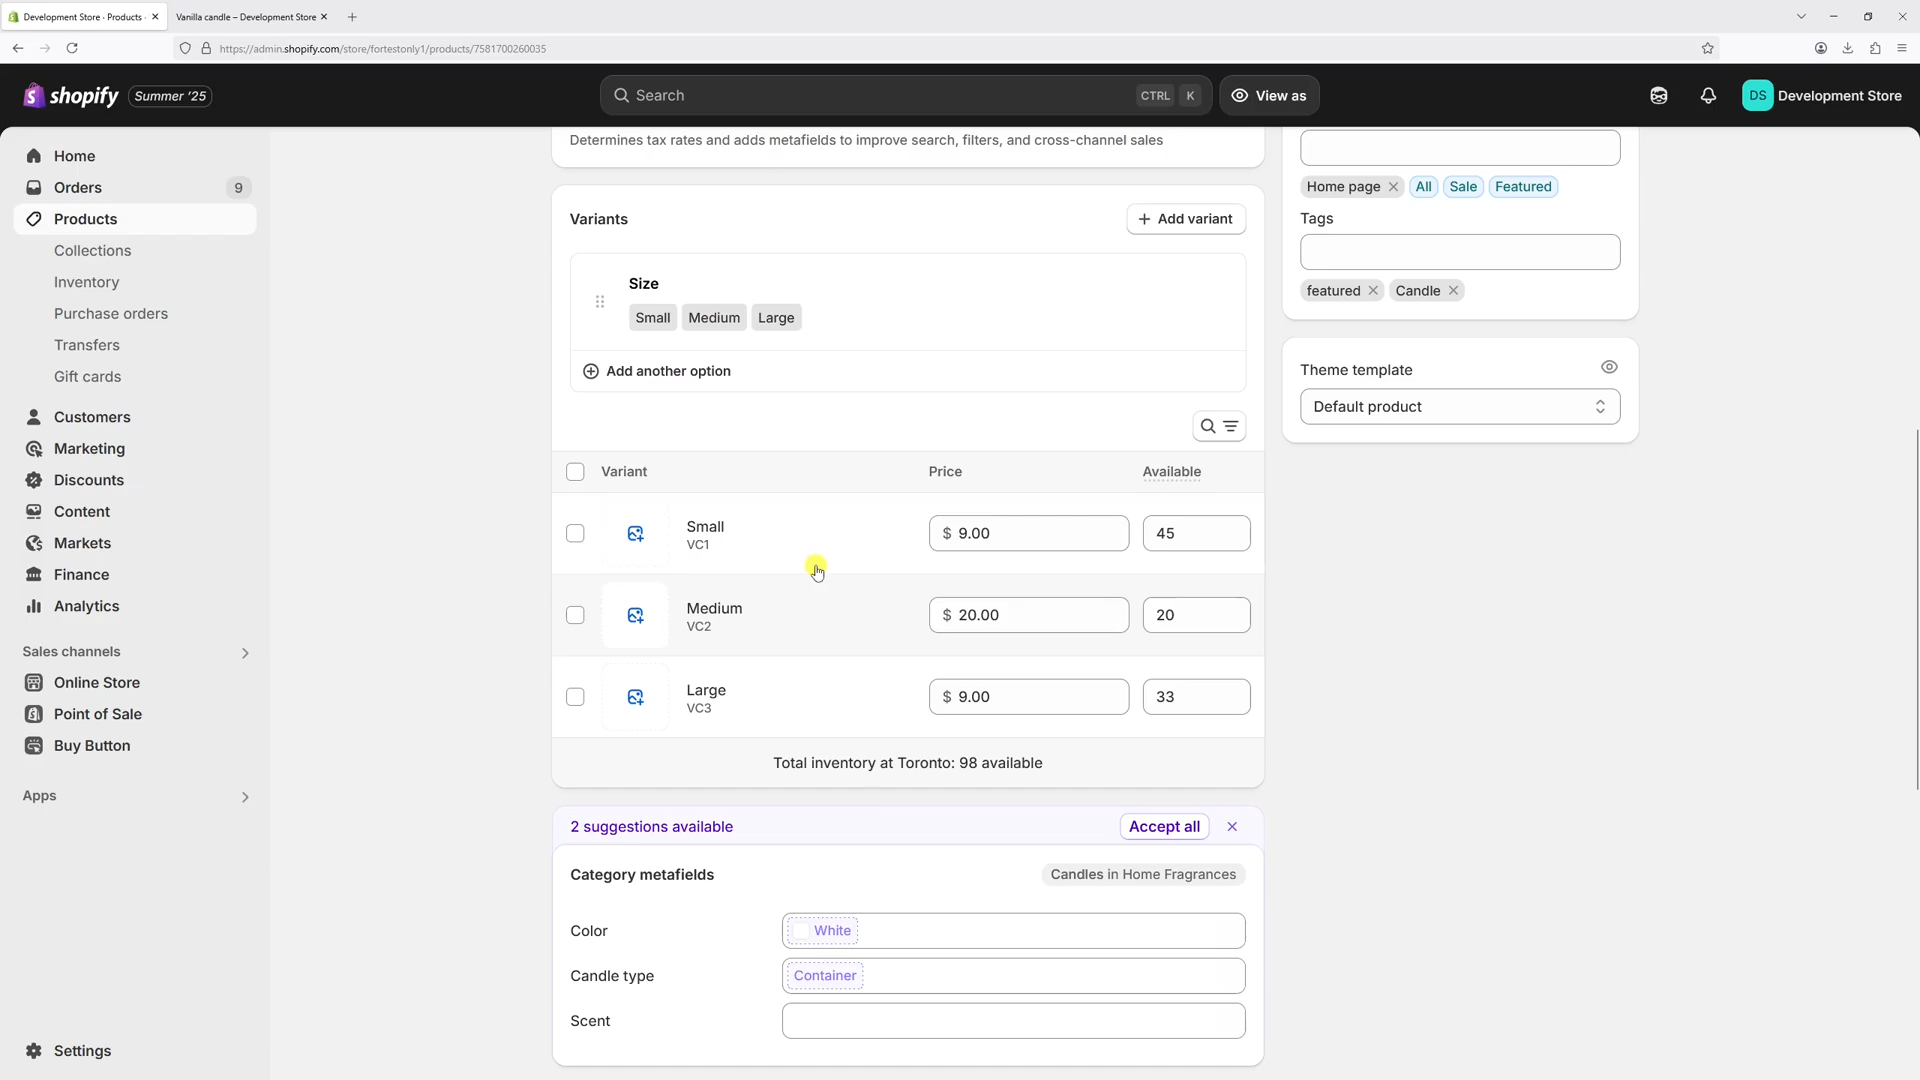 Development Store · Products ·
Vanilla candle – Development Store
https://admin.shopify.com/store/fortestonly1/products/7581700260035
shopify
Summer '25
Search
CTRL K
View as
DS
Development Store
Home
Orders
9
Products
Collections
Inventory
Purchase orders
Transfers
Gift cards
Customers
Marketing
Discounts
Content
Markets
Finance
Analytics
Sales channels
Online Store
Point of Sale
Buy Button
Apps
Settings
Determines tax rates and adds metafields to improve search, filters, and cross-channel sales
Variants
Add variant
Size
Small Medium Large
Add another option
Variant Price Available
Small $ 9.00 45
VC1
Medium $ 20.00 20
VC2
Large $ 9.00 33
VC3
Total inventory at Toronto: 98 available
2 suggestions available
Accept all
Category metafields
Candles in Home Fragrances
Color White
Candle type Container
Scent
Home page All Sale Featured
Tags
featured Candle
Theme template
Default product